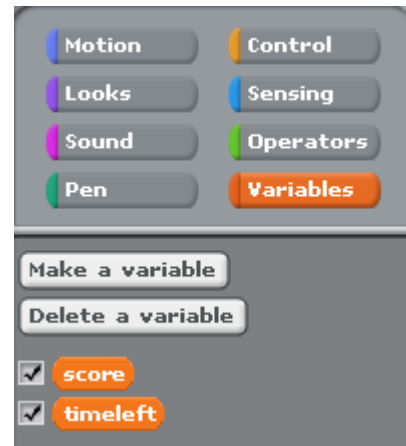 Motion Control
Looks Sensing
Sound Operators
Pen Variables
Make a variable
Delete a variable
score
timeleft